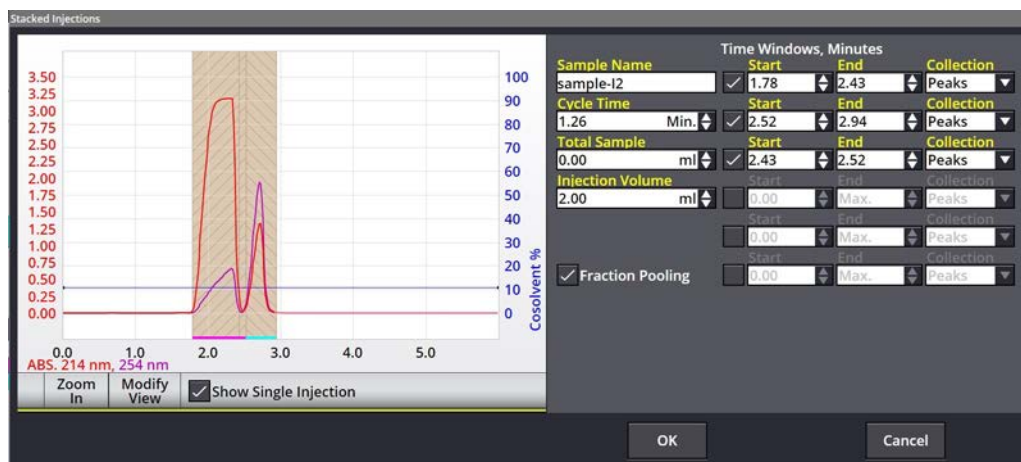 Stacked Injections
3.50
3.25
3.00
2.75
2.50
2.25
2.00
1.75
1.50
1.25
1.00
0.75
0.50
0.25
0.00
100
90
80
70
60
50
40
30
20
10
0
Cosolvent %
0.0 1.0 2.0 3.0 4.0 5.0
ABS. 214 nm, 254 nm
Zoom In
Modify View
Show Single Injection
Time Windows, Minutes
Sample Name Start End Collection
sample-I2 1.78 2.43 Peaks
Cycle Time Start End Collection
1.26 Min. 2.52 2.94 Peaks
Total Sample Start End Collection
0.00 ml 2.43 2.52 Peaks
Injection Volume Start End Collection
2.00 ml 0.00 Max. Peaks
Start End Collection
0.00 Max. Peaks
Start End Collection
Fraction Pooling 0.00 Max. Peaks
OK Cancel